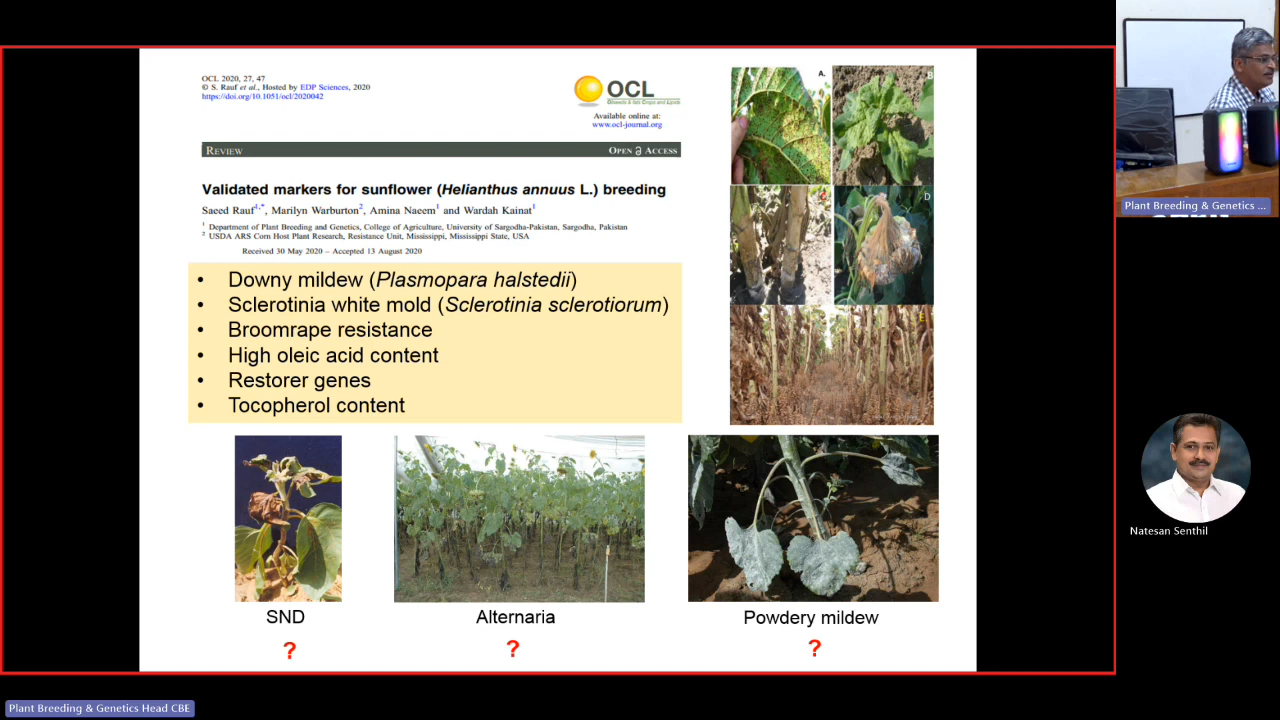 OCL 2020, 27, 47
© S. Rauf et al., Hosted by EDP Sciences, 2020
https://doi.org/10.1051/ocl/2020042
OCL
Oilseeds & fats Crops and Lipids
Available online at:
www.ocl-journal.org
REVIEW
OPEN ACCESS
Validated markers for sunflower (Helianthus annuus L.) breeding
Saeed Rauf1,*, Marilyn Warburton2, Amina Naeem1 and Wardah Kainat1
1 Department of Plant Breeding and Genetics, College of Agriculture, University of Sargodha-Pakistan, Sargodha, Pakistan
2 USDA ARS Corn Host Plant Research, Resistance Unit, Mississippi, Mississippi State, USA
Received 30 May 2020 – Accepted 13 August 2020
• Downy mildew (Plasmopara halstedii)
• Sclerotinia white mold (Sclerotinia sclerotiorum)
• Broomrape resistance
• High oleic acid content
• Restorer genes
• Tocopherol content
A.
B
C
D
E
SND
Alternaria
Powdery mildew
?
?
?
Plant Breeding & Genetics ...
Natesan Senthil
Plant Breeding & Genetics Head CBE